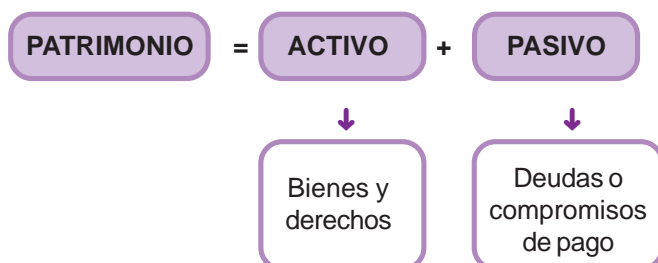 PATRIMONIO = ACTIVO + PASIVO
Bienes y
derechos
Deudas o
compromisos
de pago